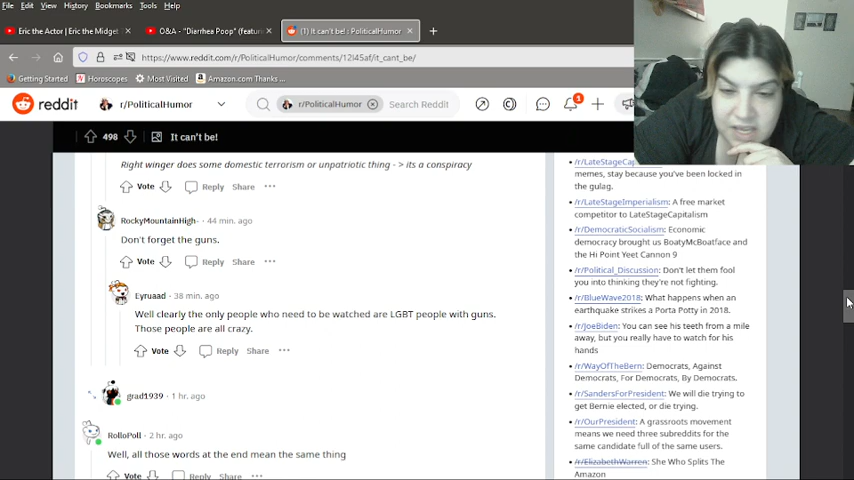 File Edit View History Bookmarks Tools Help
Eric the Actor | Eric the Midget
O&A - "Diarrhea Poop" (featur
(1) It can't be! : PoliticalHumor
https://www.reddit.com/r/PoliticalHumor/comments/12l45af/it_cant_be/
Getting Started Horoscopes Most Visited Amazon.com Thanks ...
reddit r/PoliticalHumor r/PoliticalHumor Search Reddit 1
498 It can't be!
Right winger does some domestic terrorism or unpatriotic thing - > its a conspiracy
Vote Reply Share
RockyMountainHigh- · 44 min. ago
Don't forget the guns.
Vote Reply Share
Eyruaad · 38 min. ago
Well clearly the only people who need to be watched are LGBT people with guns.
Those people are all crazy.
Vote Reply Share
grad1939 · 1 hr. ago
RolloPoll · 2 hr. ago
Well, all those words at the end mean the same thing
Vote Reply Share
memes, stay because you've been locked in
the gulag.
/r/LateStageImperialism: A free market
competitor to LateStageCapitalism
/r/DemocraticSocialism: Economic
democracy brought us BoatyMcBoatface and
the Hi Point Yeet Cannon 9
/r/Political_Discussion: Don't let them fool
you into thinking they're not fighting.
/r/BlueWave2018: What happens when an
earthquake strikes a Porta Potty in 2018.
/r/JoeBiden: You can see his teeth from a mile
away, but you really have to watch for his
hands
/r/WayOfTheBern: Democrats, Against
Democrats, For Democrats, By Democrats.
/r/SandersForPresident: We will die trying to
get Bernie elected, or die trying.
/r/OurPresident: A grassroots movement
means we need three subreddits for the
same candidate full of the same users.
/r/ElizabethWarren: She Who Splits The
Amazon